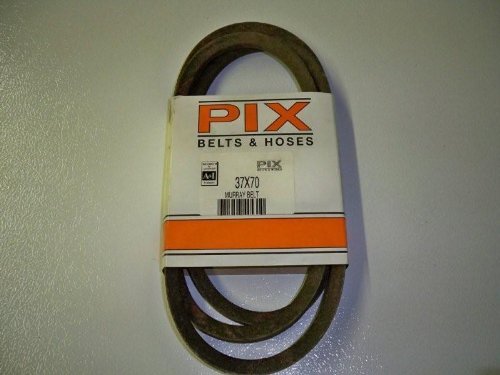 PIX
BELTS & HOSES
A&I
PIX
37X70
MURRAY BELT